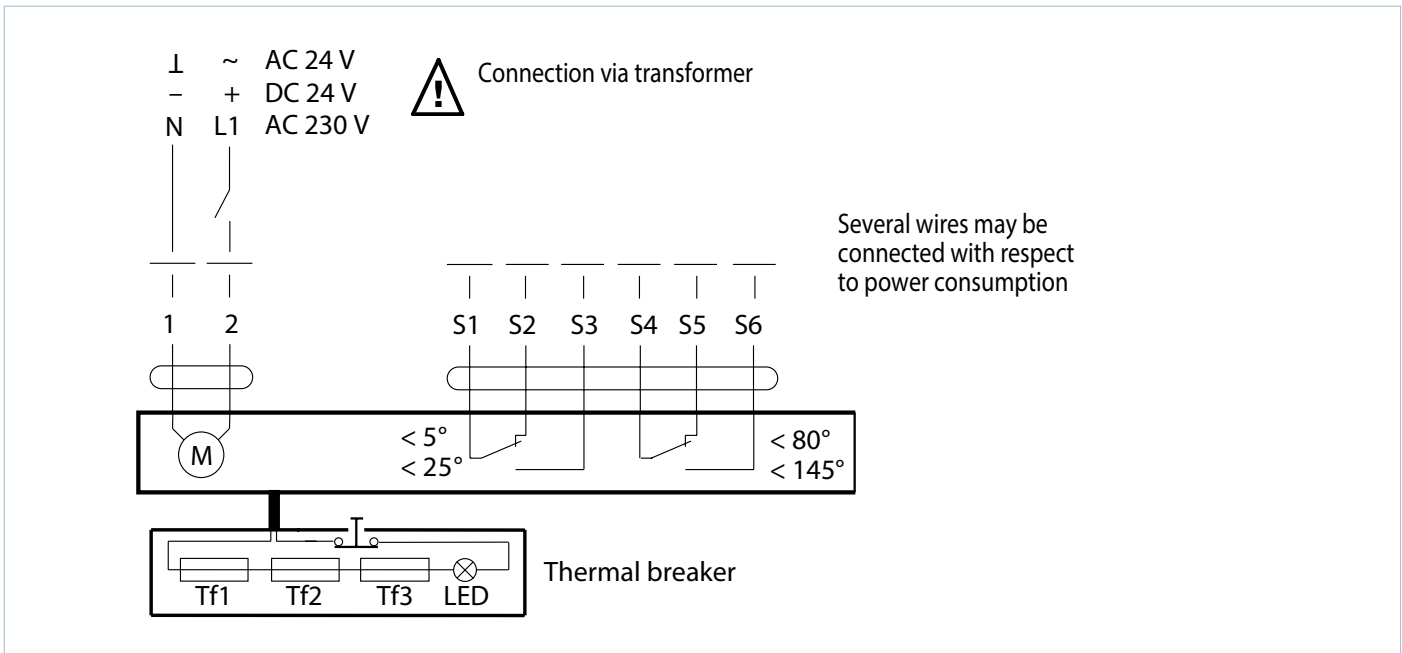 ⊥ ~ AC 24 V
Connection via transformer
– + DC 24 V
N L1 AC 230 V
Several wires may be
connected with respect
to power consumption
1 2 S1 S2 S3 S4 S5 S6
M
< 5°
< 25°
< 80°
< 145°
Tf1 Tf2 Tf3 LED
Thermal breaker